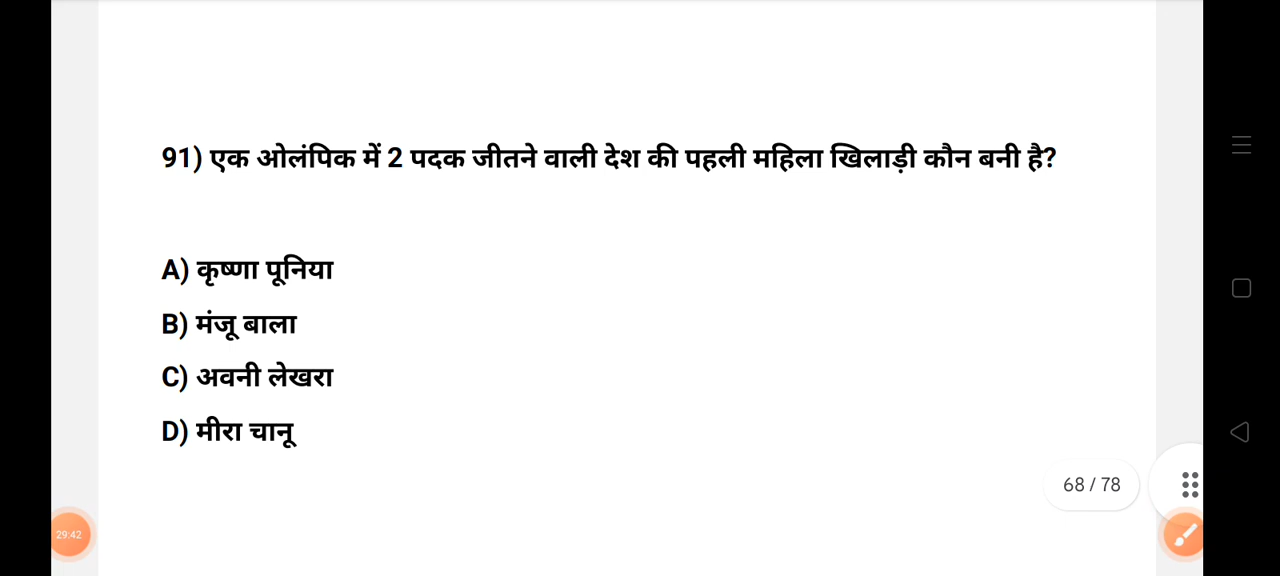 91) एक ओलंपिक में 2 पदक जीतने वाली देश की पहली महिला खिलाड़ी कौन बनी है?
A) कृष्णा पूनिया
B) मंजू बाला
C) अवनी लेखरा
D) मीरा चानू
68 / 78
29:42